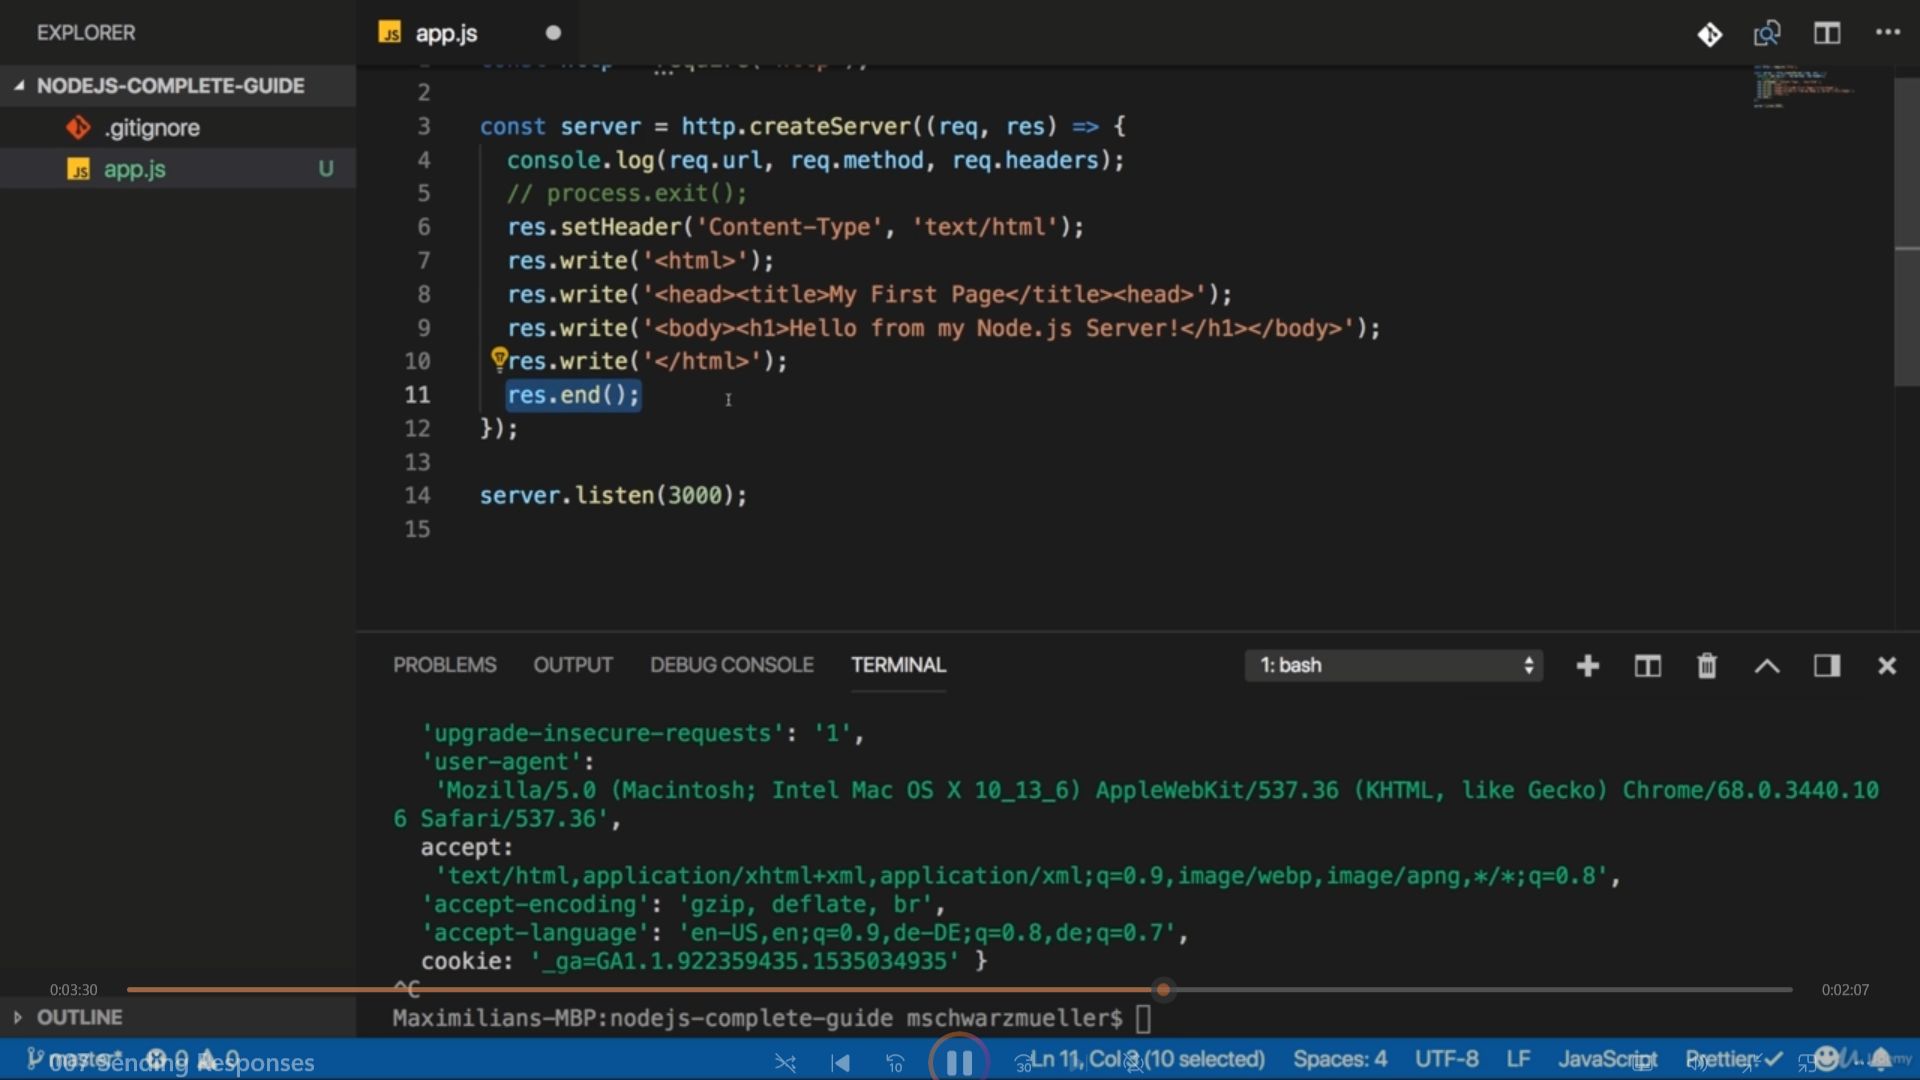 EXPLORER
JS app.js
NODEJS-COMPLETE-GUIDE
.gitignore
JS app.js U
2
3 const server = http.createServer((req, res) => {
4 console.log(req.url, req.method, req.headers);
5 // process.exit();
6 res.setHeader('Content-Type', 'text/html');
7 res.write('<html>');
8 res.write('<head><title>My First Page</title><head>');
9 res.write('<body><h1>Hello from my Node.js Server!</h1></body>');
10 res.write('</html>');
11 res.end();
12 });
13
14 server.listen(3000);
15
PROBLEMS OUTPUT DEBUG CONSOLE TERMINAL 1: bash
'upgrade-insecure-requests': '1',
'user-agent':
'Mozilla/5.0 (Macintosh; Intel Mac OS X 10_13_6) AppleWebKit/537.36 (KHTML, like Gecko) Chrome/68.0.3440.10
6 Safari/537.36',
accept:
'text/html,application/xhtml+xml,application/xml;q=0.9,image/webp,image/apng,*/*;q=0.8',
'accept-encoding': 'gzip, deflate, br',
'accept-language': 'en-US,en;q=0.9,de-DE;q=0.8,de;q=0.7',
cookie: '_ga=GA1.1.922359435.1535034935' }
0:03:30 ^C 0:02:07
OUTLINE
Maximilians-MBP:nodejs-complete-guide mschwarzmueller$
master* 0 0
007 Sending Responses
10 30
Ln 11, Col 3 (10 selected) Spaces: 4 UTF-8 LF JavaScript Prettier